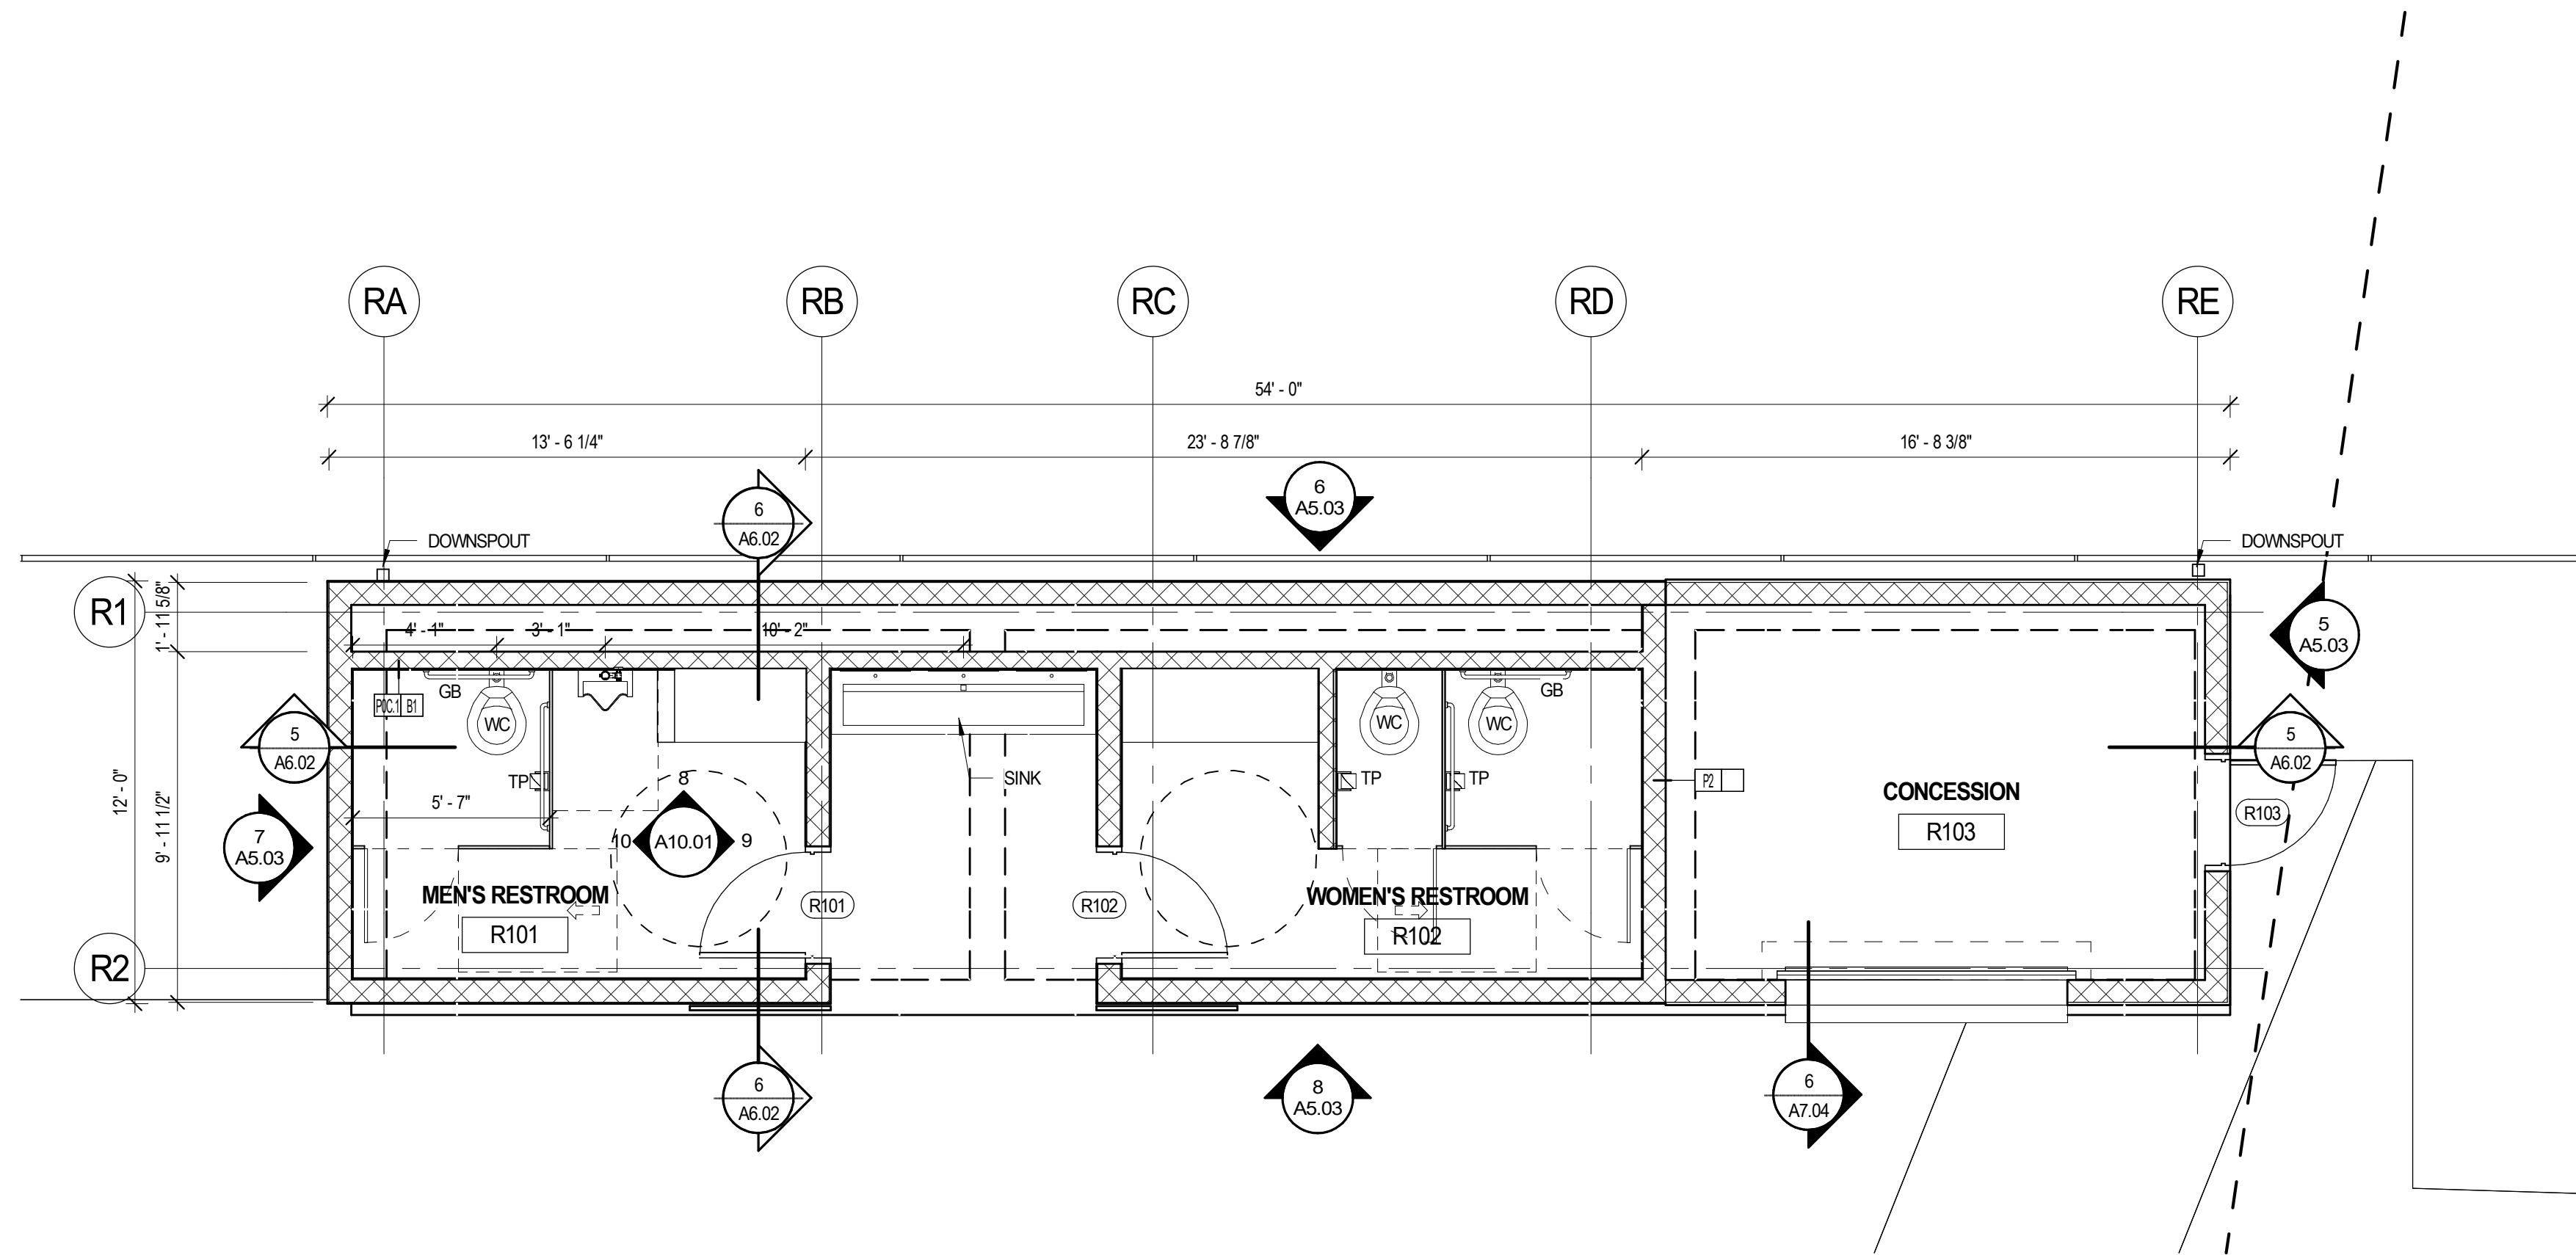 RA
RB
RC
RD
RE
54' - 0"
13' - 6 1/4"
23' - 8 7/8"
16' - 8 3/8"
6
A6.02
6
A5.03
DOWNSPOUT
DOWNSPOUT
R1
1' - 11 5/8"
4' - 1"
3' - 1"
10' - 2"
5
A5.03
GB
P0C.1
B1
WC
WC
WC
GB
5
A6.02
5
A6.02
TP
SINK
TP
TP
P2
CONCESSION
R103
R103
12' - 0"
9' - 11 1/2"
5' - 7"
8
10
A10.01
9
7
A5.03
MEN'S RESTROOM
R101
R101
R102
WOMEN'S RESTROOM
R102
R2
6
A6.02
8
A5.03
6
A7.04